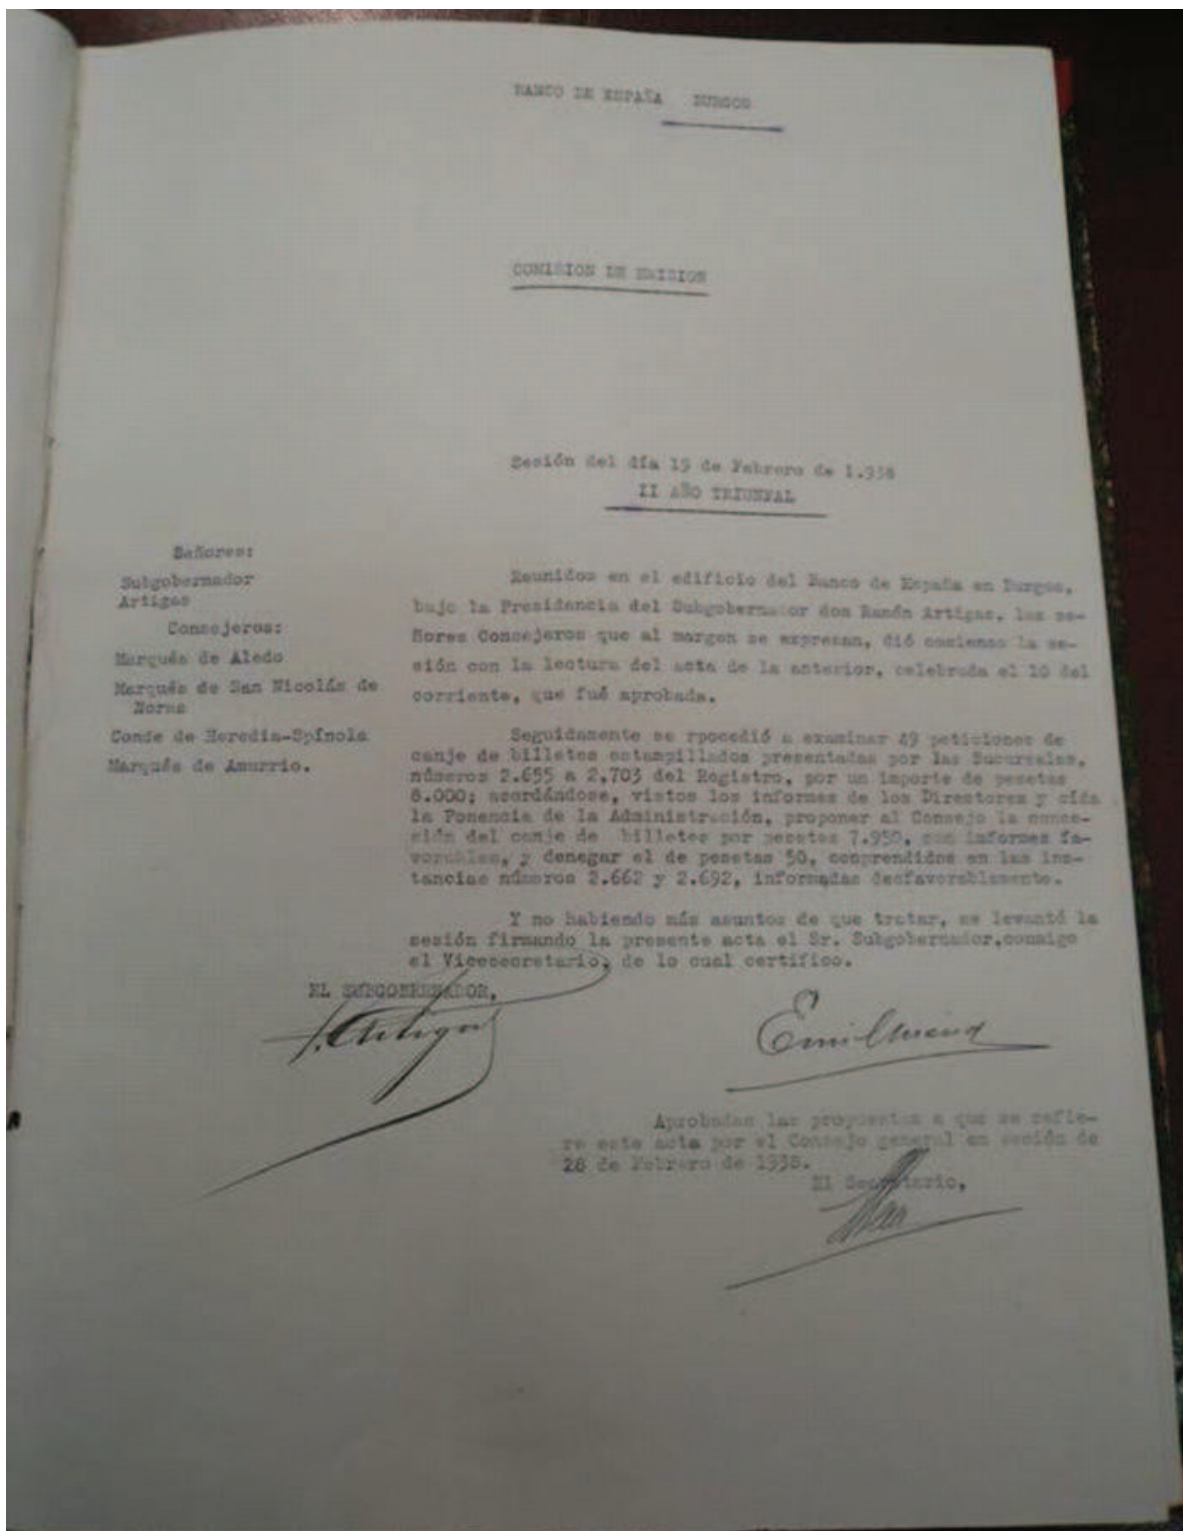 BANCO DE ESPAÑA BURGOS
COMISION DE EMISION
Sesión del día 19 de Febrero de 1.938
II AÑO TRIUNFAL
Señores:
Subgobernador
Artigas
Consejeros:
Marqués de Aledo
Marqués de San Nicolás de
Norma
Conde de Heredia-Spínola
Marqués de Amurrio.
Reunidos en el edificio del Banco de España en Burgos,
bajo la Presidencia del Subgobernador don Ramón Artigas, los se-
ñores Consejeros que al margen se expresan, dió comienzo la se-
sión con la lectura del acta de la anterior, celebrada el 10 del
corriente, que fué aprobada.
Seguidamente se rpocedió a examinar 49 peticiones de
canje de billetes estampillados presentadas por las Sucursales,
números 2.655 a 2.703 del Registro, por un importe de pesetas
8.000; acordándose, vistos los informes de los Directores y oída
la Ponencia de la Administración, proponer al Consejo la conce-
sión del canje de billetes por pesetas 7.950, con informes fa-
vorables, y denegar el de pesetas 50, comprendidos en las ins-
tancias números 2.662 y 2.692, informadas desfavorablemente.
Y no habiendo más asuntos de que tratar, se levantó la
sesión firmando la presente acta el Sr. Subgobernador, conmigo
el Vicesecretario, de lo cual certifico.
EL SUBGOBERNADOR,
Aprobadas las propuestas a que se refie-
re este acta por el Consejo general en sesión de
28 de Febrero de 1938.
El Secretario,